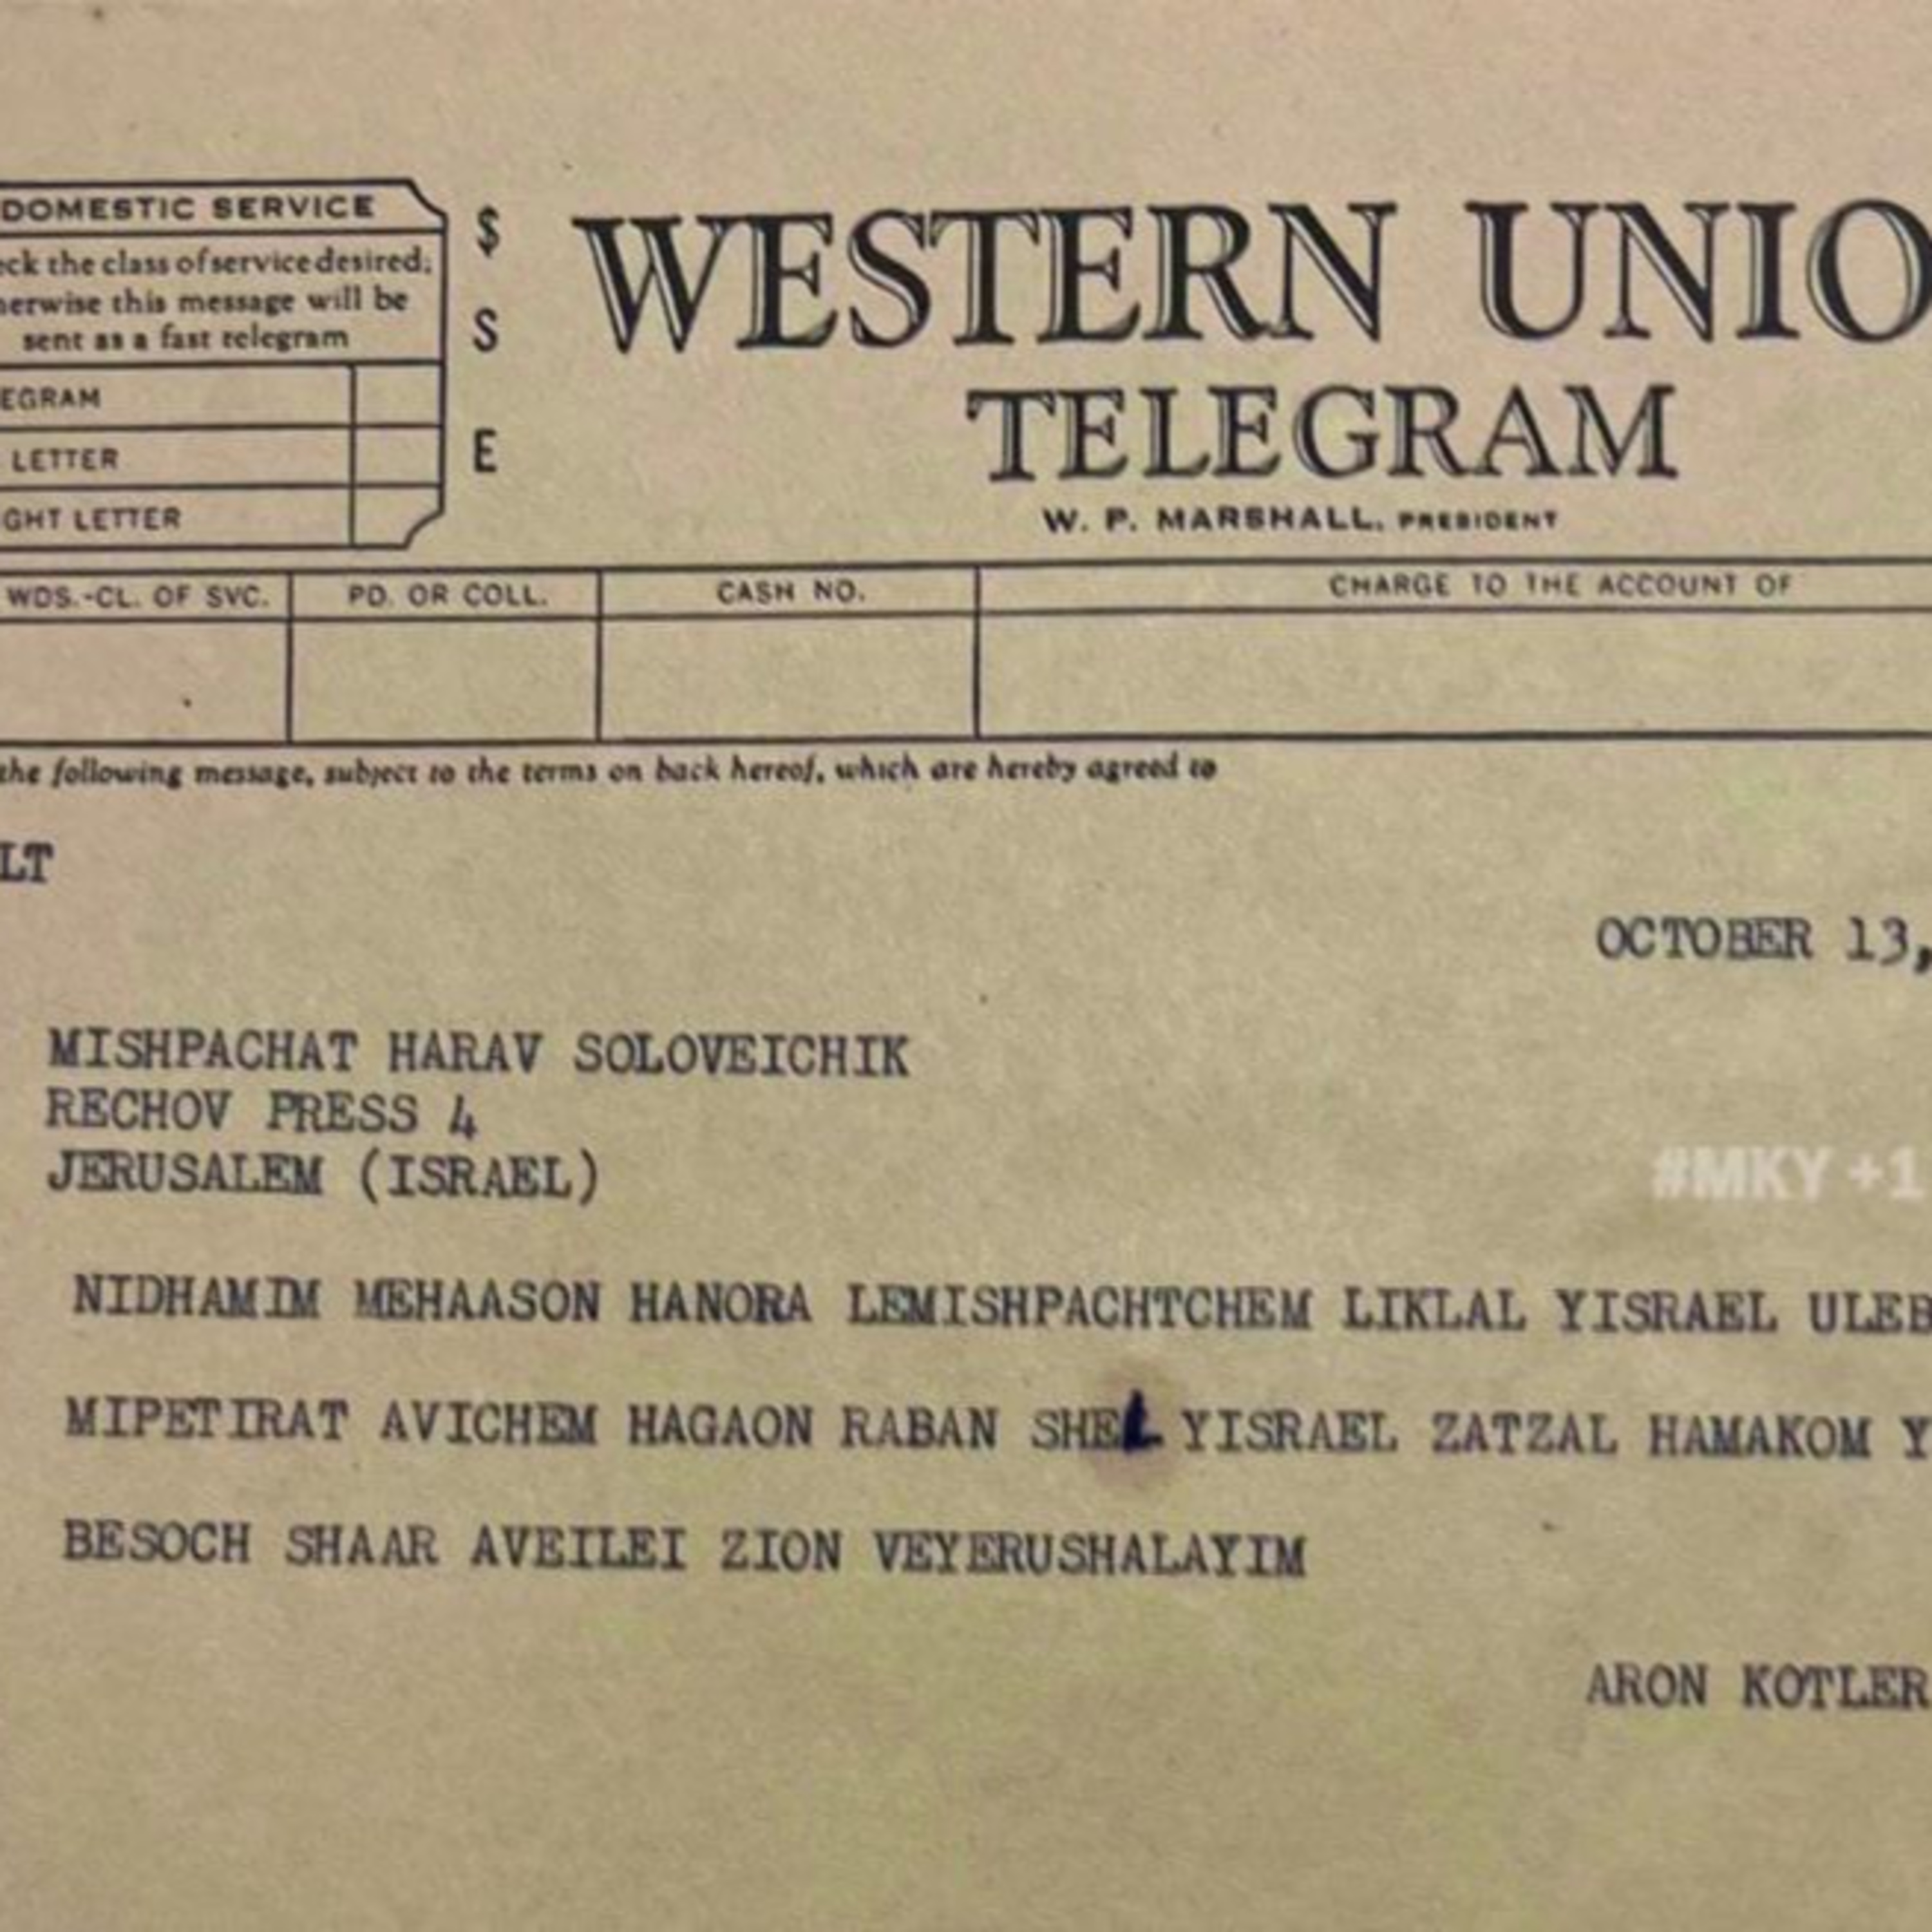 DOMESTIC SERVICE
eck the class of service desired;
herwise this message will be
sent as a fast telegram
EGRAM
LETTER
GHT LETTER
$
S
E
WESTERN UNIO
TELEGRAM
W. P. MARSHALL, PRESIDENT
WDS.-CL. OF SVC.
PD. OR COLL.
CASH NO.
CHARGE TO THE ACCOUNT OF
the following message, subject to the terms on back hereof, which are hereby agreed to
LT
OCTOBER 13,
MISHPACHAT HARAV SOLOVEICHIK
RECHOV PRESS 4
JERUSALEM (ISRAEL)
#MKY +1
NIDHAMIM MEHAASON HANORA LEMISHPACHTCHEM LIKLAL YISRAEL ULEB
MIPETIRAT AVICHEM HAGAON RABAN SHEL YISRAEL ZATZAL HAMAKOM Y
BESOCH SHAAR AVEILEI ZION VEYERUSHALAYIM
ARON KOTLER